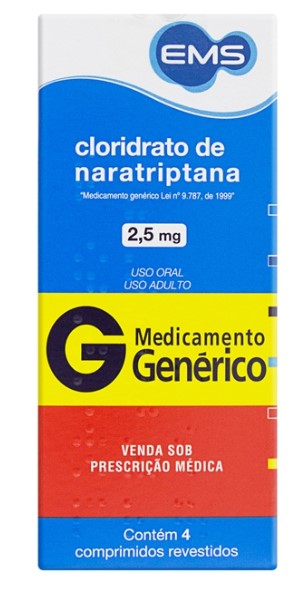 EMS
cloridrato de
naratriptana
"Medicamento genérico Lei nº 9.787, de 1999"
2,5 mg
USO ORAL
USO ADULTO
G Medicamento
Genérico
VENDA SOB
PRESCRIÇÃO MÉDICA
Contém 4
comprimidos revestidos